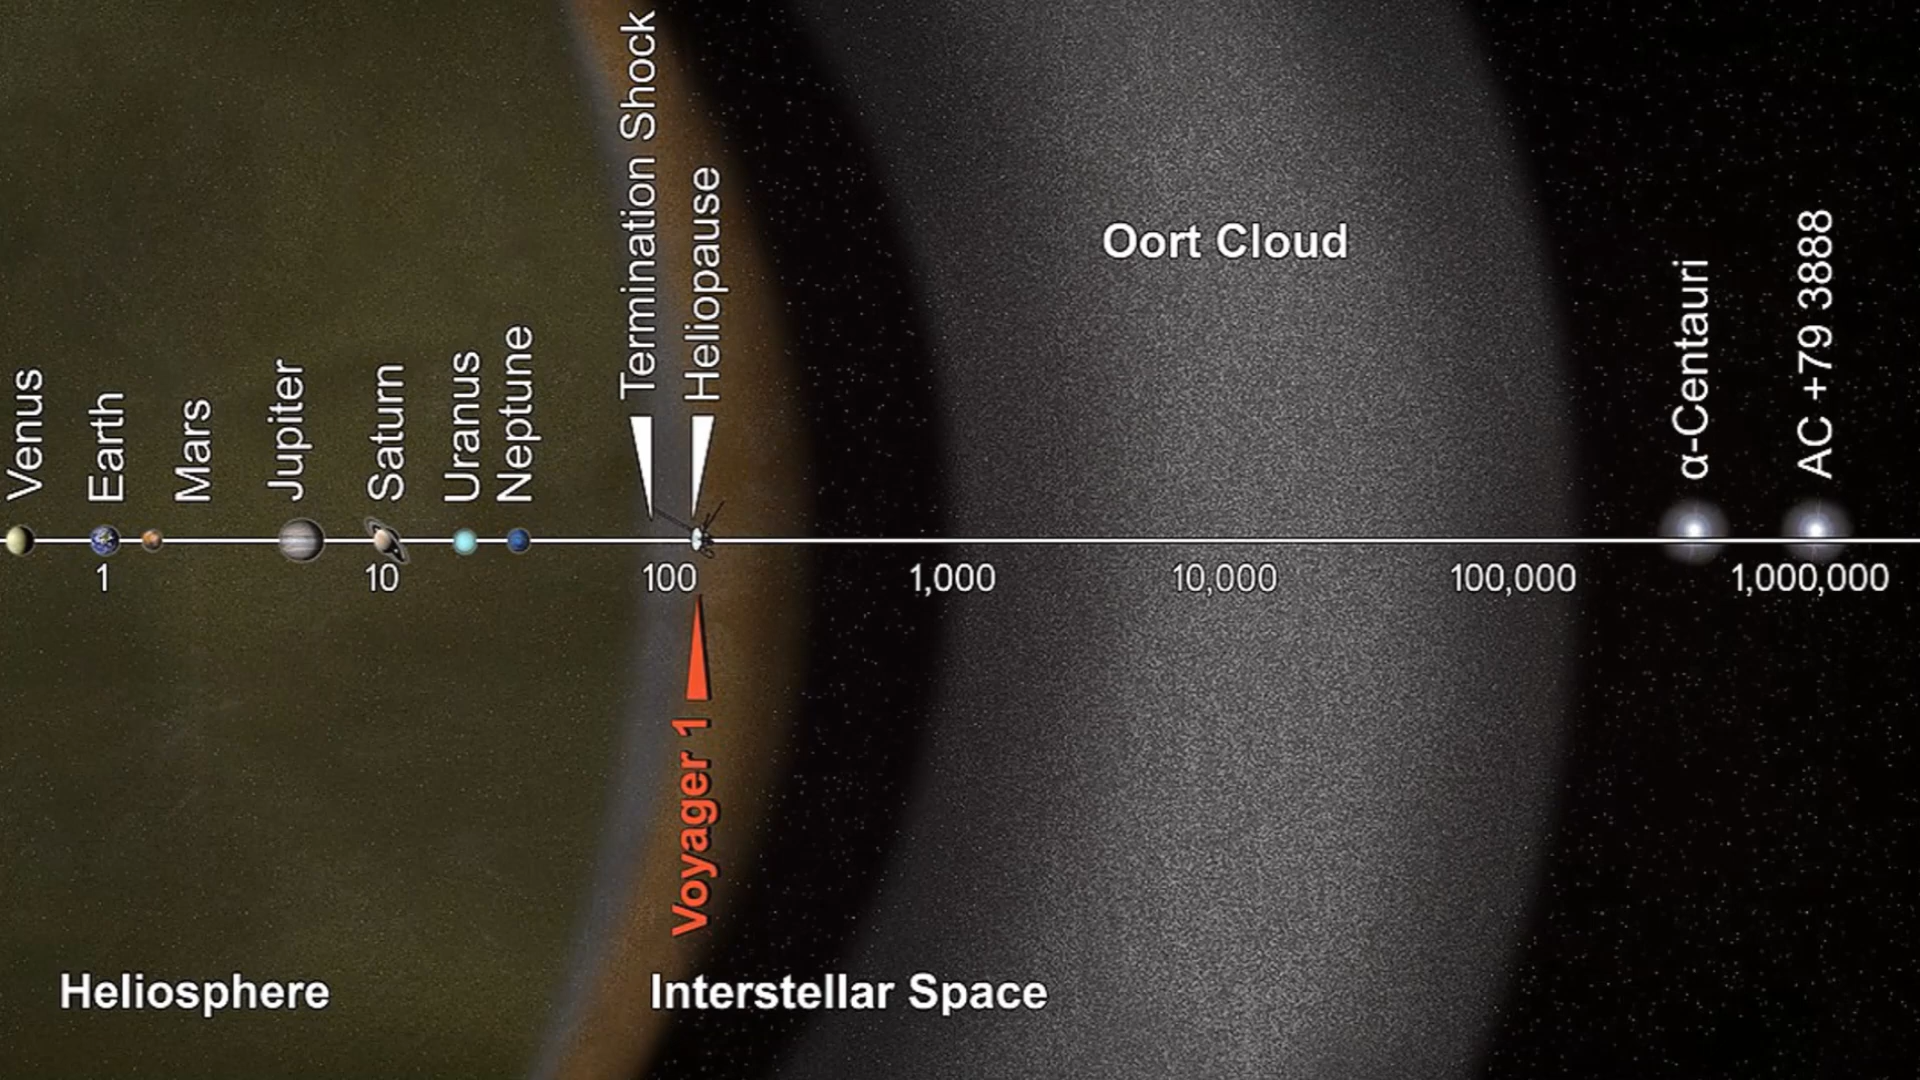 Venus
Earth
Mars
Jupiter
Saturn
Uranus
Neptune
Termination Shock
Heliopause
Oort Cloud
α-Centauri
AC +79 3888
1
10
100
1,000
10,000
100,000
1,000,000
Voyager 1
Heliosphere
Interstellar Space